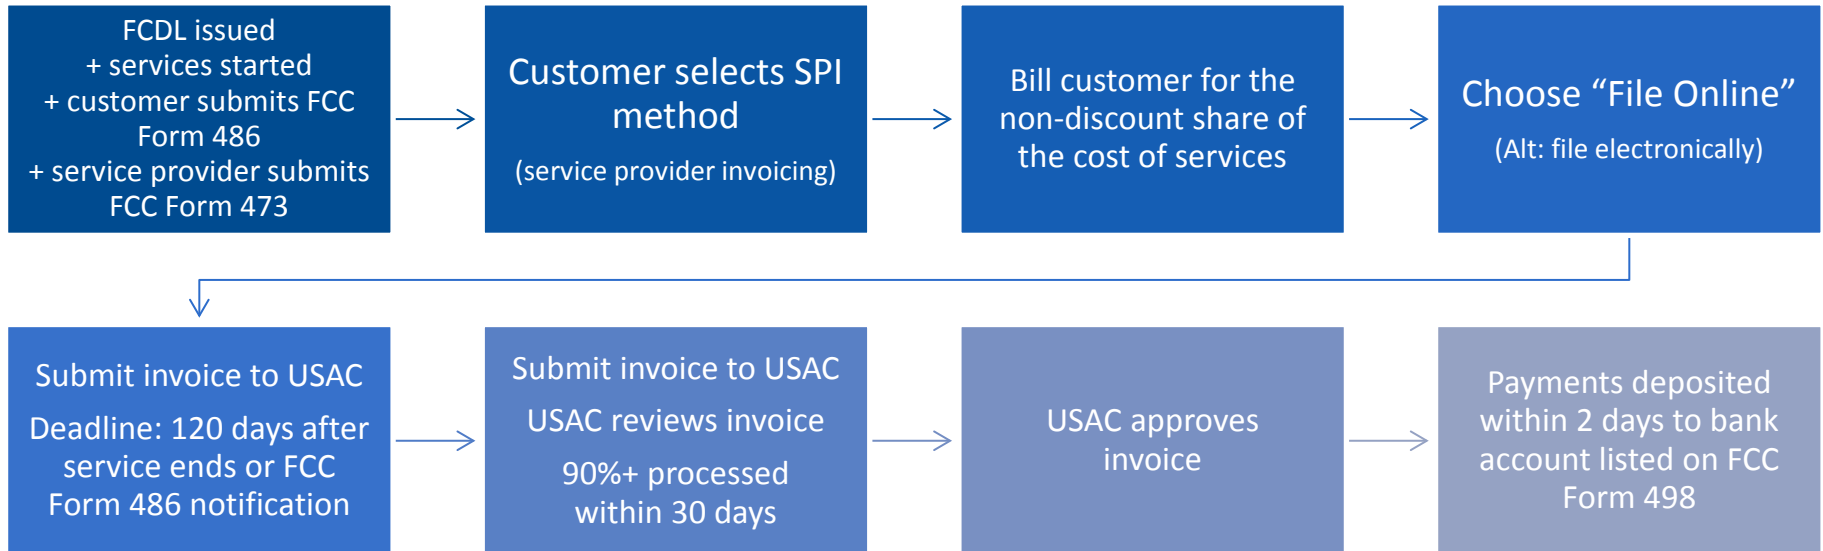 FCDL issued
+ services started
+ customer submits FCC
Form 486
+ service provider submits
FCC Form 473
Customer selects SPI
method
(service provider invoicing)
Bill customer for the
non-discount share of
the cost of services
Choose “File Online”
(Alt: file electronically)
Submit invoice to USAC
Deadline: 120 days after
service ends or FCC
Form 486 notification
Submit invoice to USAC
USAC reviews invoice
90%+ processed
within 30 days
USAC approves
invoice
Payments deposited
within 2 days to bank
account listed on FCC
Form 498